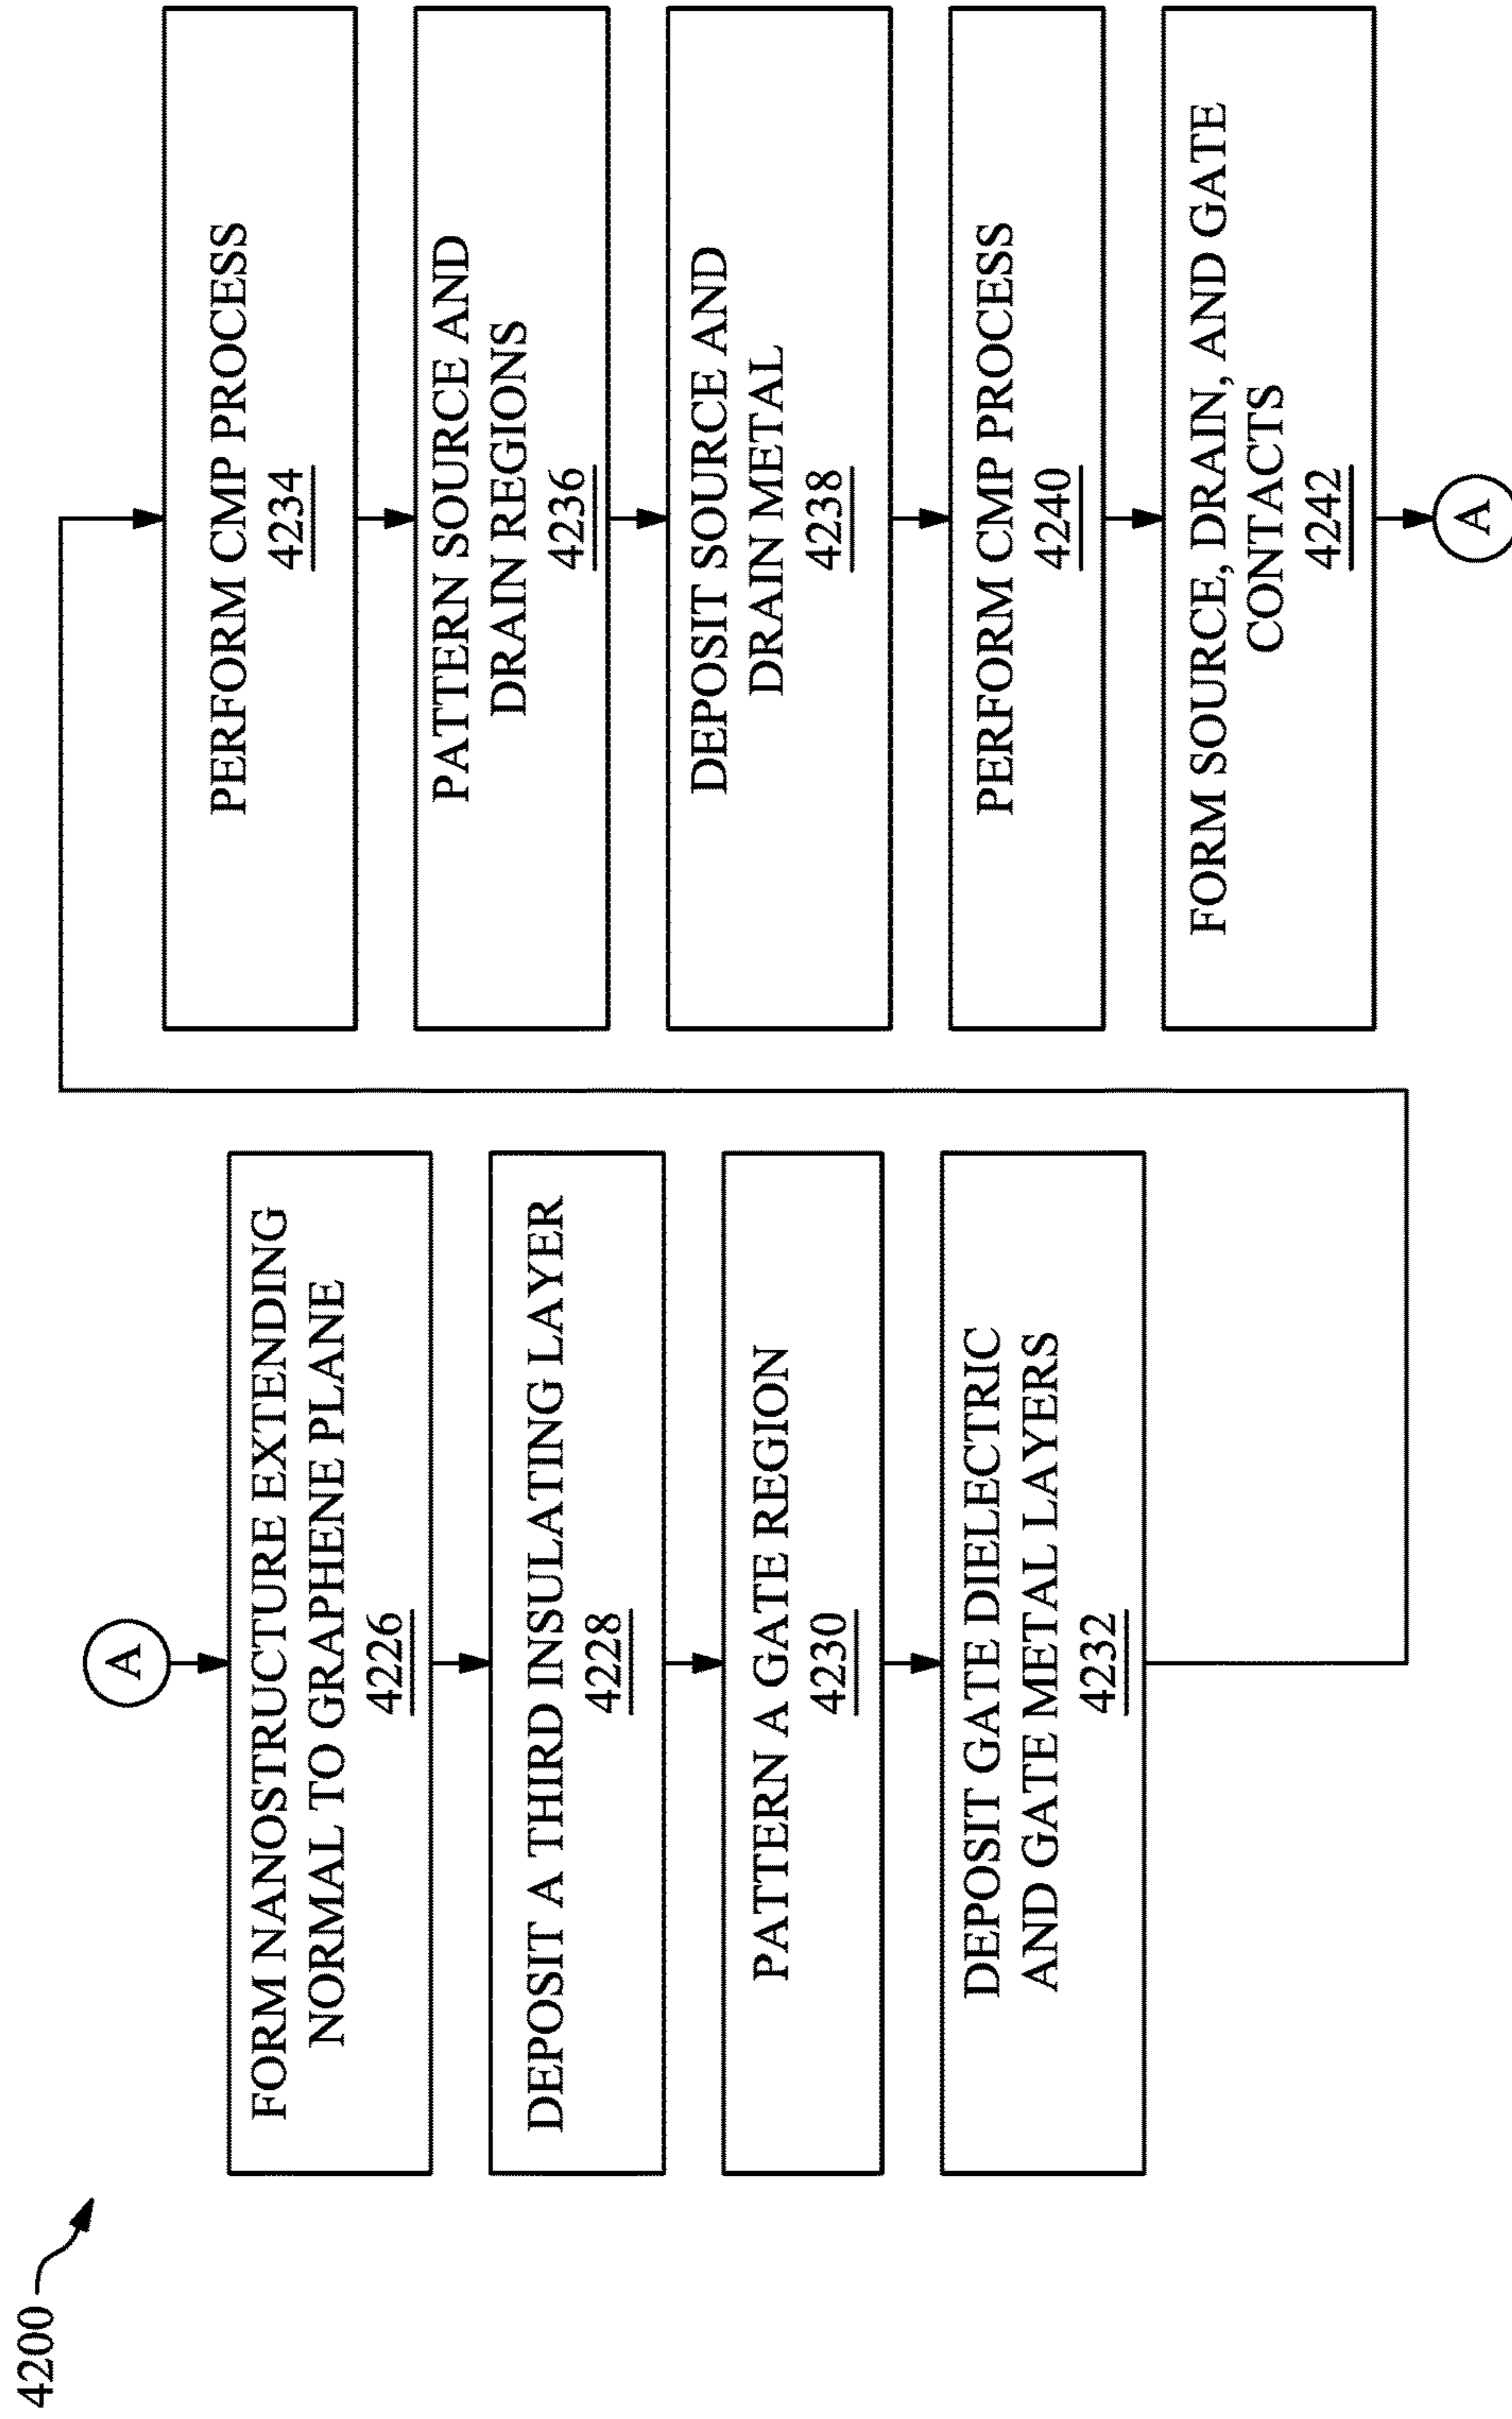 4200
A
FORM NANOSTRUCTURE EXTENDING
NORMAL TO GRAPHENE PLANE
4226
DEPOSIT A THIRD INSULATING LAYER
4228
PATTERN A GATE REGION
4230
DEPOSIT GATE DIELECTRIC
AND GATE METAL LAYERS
4232
PERFORM CMP PROCESS
4234
PATTERN SOURCE AND
DRAIN REGIONS
4236
DEPOSIT SOURCE AND
DRAIN METAL
4238
PERFORM CMP PROCESS
4240
FORM SOURCE, DRAIN, AND GATE
CONTACTS
4242
A